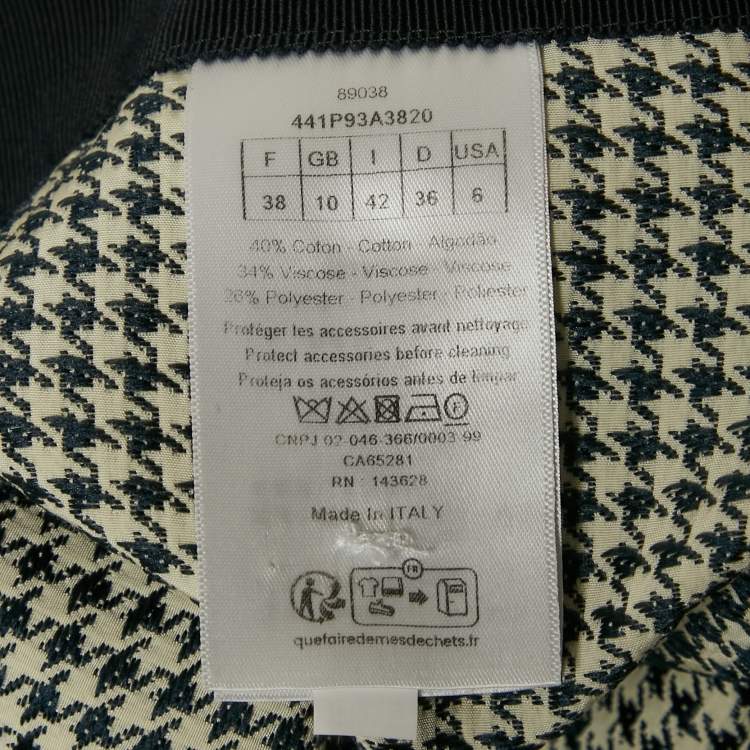 89038
441P93A3820
F GB I D USA
38 10 42 36 6
40% Coton - Cotton - Algodão
34% Viscose - Viscose - Viscose
26% Polyester - Polyester - Poliester
Protéger les accessoires avant nettoyage
Protect accessories before cleaning
Proteja os acessórios antes de limpar
F
CNPJ 02-046-366/0003-99
CA65281
RN : 143628
Made In ITALY
FR
quefairedemesdechets.fr